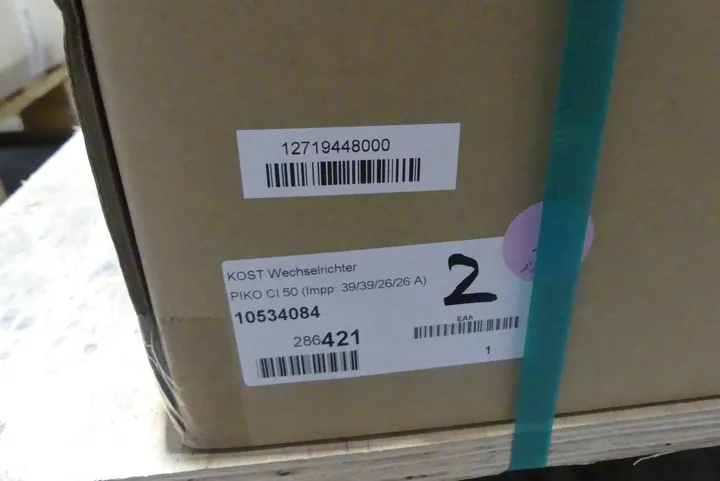 12719448000
KOST Wechselrichter
PIKO CI 50 (Impp: 39/39/26/26 A)
10534084
286421
2
EAN
1